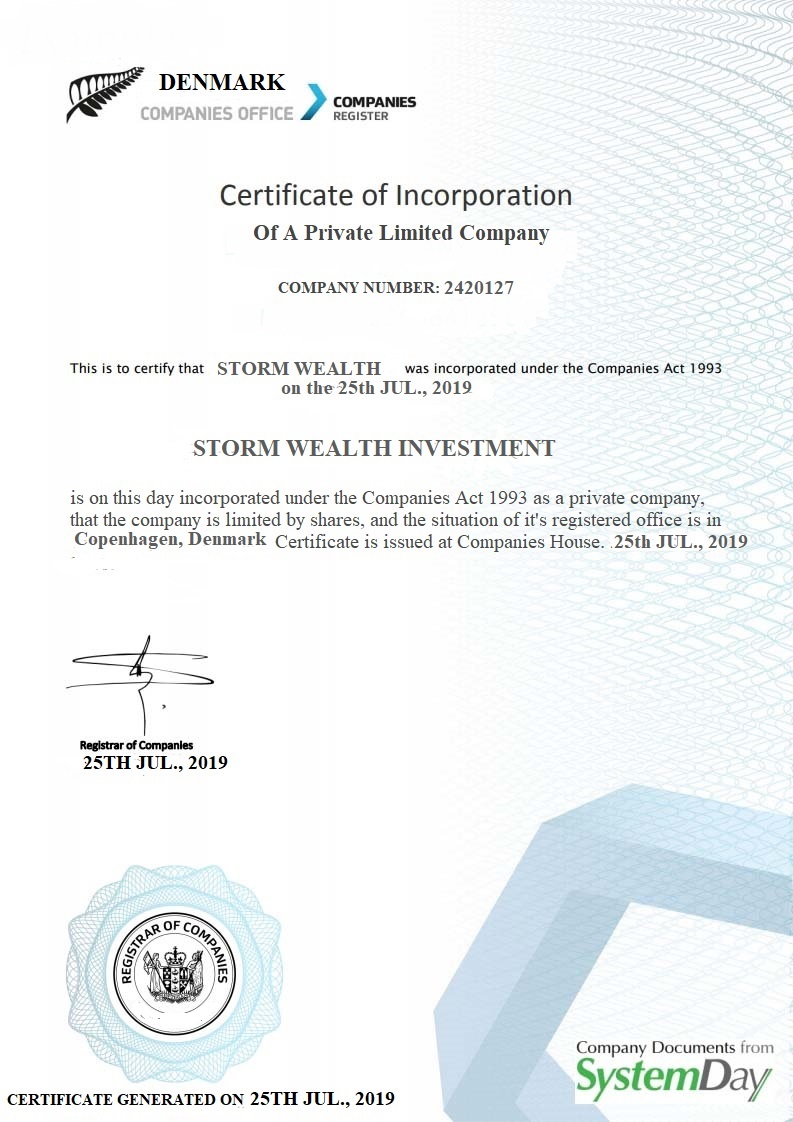 DENMARK
COMPANIES OFFICE
COMPANIES
REGISTER
Certificate of Incorporation
Of A Private Limited Company
COMPANY NUMBER: 2420127
This is to certify that STORM WEALTH was incorporated under the Companies Act 1993
on the 25th JUL., 2019
STORM WEALTH INVESTMENT
is on this day incorporated under the Companies Act 1993 as a private company,
that the company is limited by shares, and the situation of it's registered office is in
Copenhagen, Denmark Certificate is issued at Companies House. .25th JUL., 2019
Registrar of Companies
25TH JUL., 2019
REGISTRAR OF COMPANIES
Company Documents from
SystemDay
CERTIFICATE GENERATED ON 25TH JUL., 2019